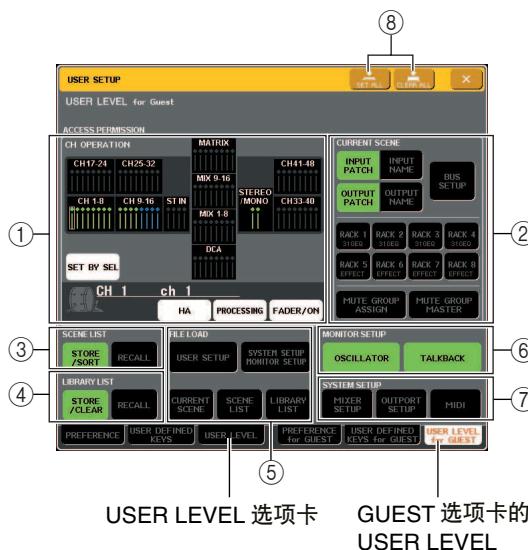 ⑧
USER SETUP
SET ALL
CLEAR ALL
×
USER LEVEL for Guest
ACCESS PERMISSION
CH OPERATION
MATRIX
CH17-24
CH25-32
CH41-48
MIX 9-16
CH 1-8
CH 9-16
ST IN
STEREO
/MONO
CH33-40
MIX 1-8
DCA
SET BY SEL
CH 1
ch 1
HA
PROCESSING
FADER/ON
①
CURRENT SCENE
INPUT
PATCH
INPUT
NAME
OUTPUT
PATCH
OUTPUT
NAME
BUS
SETUP
RACK 1
31GEQ
RACK 2
31GEQ
RACK 3
31GEQ
RACK 4
31GEQ
RACK 5
EFFECT
RACK 6
EFFECT
RACK 7
EFFECT
RACK 8
EFFECT
MUTE GROUP
ASSIGN
MUTE GROUP
MASTER
②
③
SCENE LIST
STORE
/SORT
RECALL
④
LIBRARY LIST
STORE
/CLEAR
RECALL
FILE LOAD
USER SETUP
SYSTEM SETUP
MONITOR SETUP
CURRENT
SCENE
SCENE
LIST
LIBRARY
LIST
⑤
MONITOR SETUP
OSCILLATOR
TALKBACK
⑥
SYSTEM SETUP
MIXER
SETUP
OUTPORT
SETUP
MIDI
⑦
PREFERENCE
USER DEFINED
KEYS
USER LEVEL
PREFERENCE
for GUEST
USER DEFINED
KEYS for GUEST
USER LEVEL
for GUEST
USER LEVEL 选项卡
GUEST 选项卡的
USER LEVEL